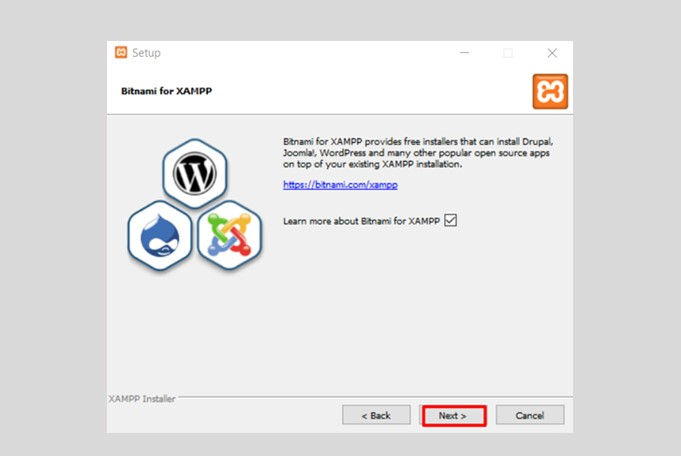 Setup
Bitnami for XAMPP
Bitnami for XAMPP provides free installers that can install Drupal,
Joomla!, WordPress and many other popular open source apps
on top of your existing XAMPP installation.
https://bitnami.com/xampp
Learn more about Bitnami for XAMPP
XAMPP Installer
< Back
Next >
Cancel